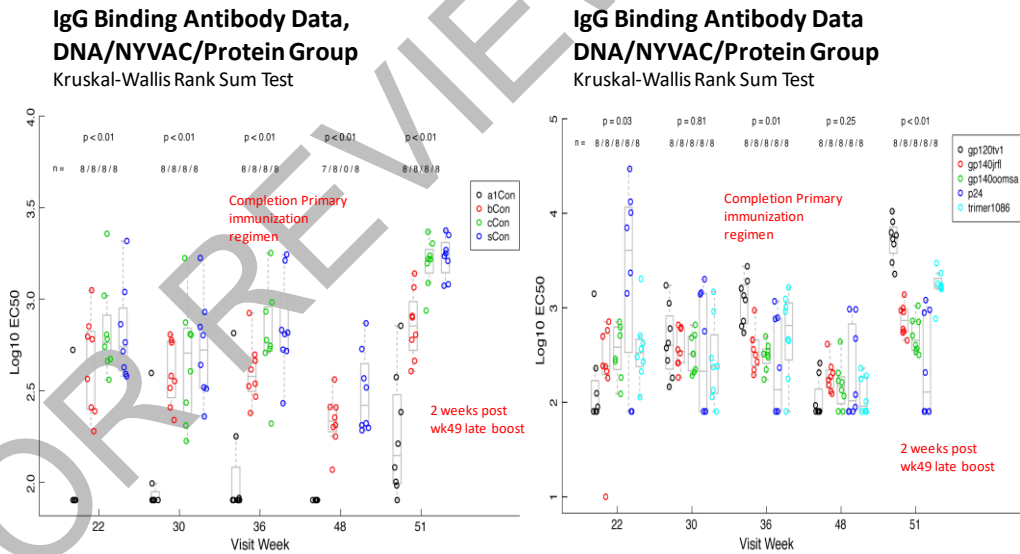 IgG Binding Antibody Data,
DNA/NYVAC/Protein Group
Kruskal-Wallis Rank Sum Test
4.0
3.5
3.0
2.5
2.0
Log10 EC50
p < 0.01 p < 0.01 p < 0.01 p < 0.01 p < 0.01
n = 8 / 8 / 8 / 8 8 / 8 / 8 / 8 8 / 8 / 8 / 8 7 / 8 / 0 / 8 8 / 8 / 8 / 8
Completion Primary
immunization
regimen
a1Con
bCon
cCon
sCon
2 weeks post
wk49 late boost
22 30 36 48 51
Visit Week
IgG Binding Antibody Data
DNA/NYVAC/Protein Group
Kruskal-Wallis Rank Sum Test
5
4
3
2
1
Log10 EC50
p = 0.03 p = 0.81 p = 0.01 p = 0.25 p < 0.01
n = 8 / 8 / 8 / 8 / 8 8 / 8 / 8 / 8 / 8 8 / 8 / 8 / 8 / 8 8 / 8 / 8 / 8 / 8 8 / 8 / 8 / 8 / 8
Completion Primary
immunization
regimen
gp120tv1
gp140jrfl
gp140oomsa
p24
trimer1086
2 weeks post
wk49 late boost
22 30 36 48 51
Visit Week
OR REVIEW